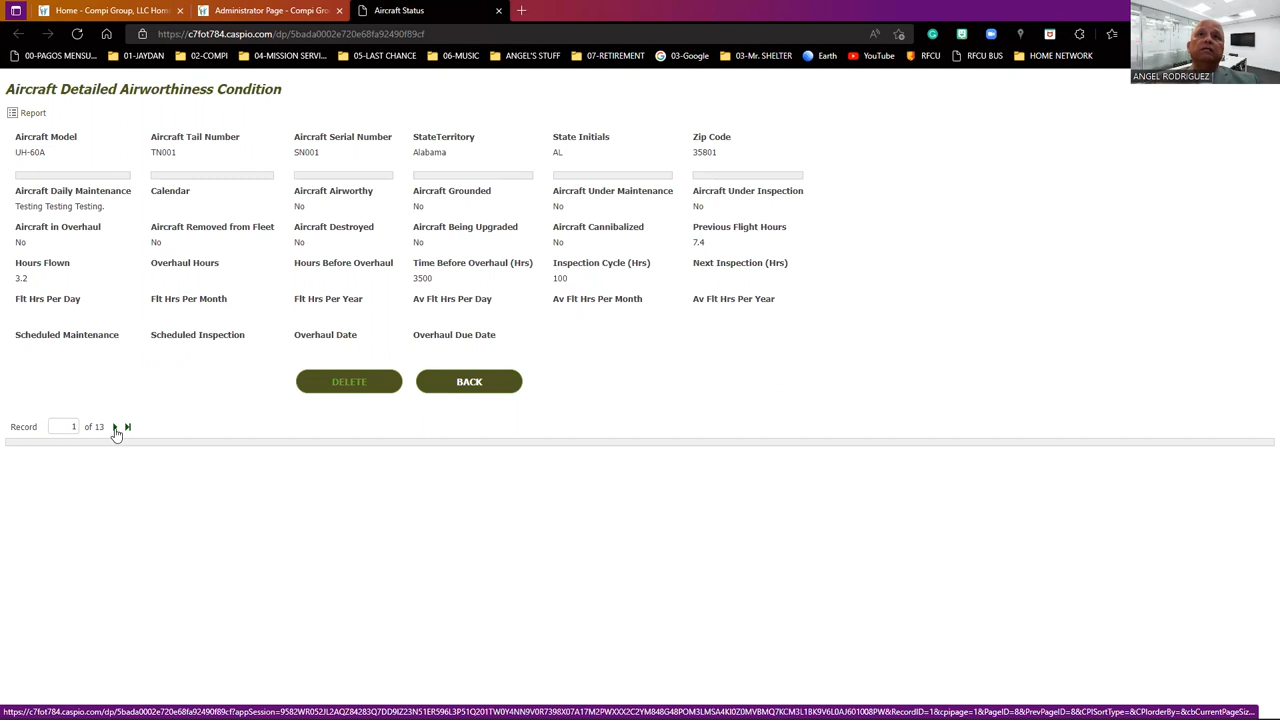 Home - Compi Group, LLC Hom
Administrator Page - Compi Gro
Aircraft Status
https://c7fot784.caspio.com/dp/5bada0002e720e68fa92490f89cf
00-PAGOS MENSU... 01-JAYDAN 02-COMPI 04-MISSION SERVI... 05-LAST CHANCE 06-MUSIC ANGEL'S STUFF 07-RETIREMENT 03-Google 03-Mr. SHELTER Earth YouTube RFCU RFCU BUS HOME NETWORK
ANGEL RODRIGUEZ
Aircraft Detailed Airworthiness Condition
Report
Aircraft Model Aircraft Tail Number Aircraft Serial Number StateTerritory State Initials Zip Code
UH-60A TN001 SN001 Alabama AL 35801
Aircraft Daily Maintenance Calendar Aircraft Airworthy Aircraft Grounded Aircraft Under Maintenance Aircraft Under Inspection
Testing Testing Testing. No No No No
Aircraft in Overhaul Aircraft Removed from Fleet Aircraft Destroyed Aircraft Being Upgraded Aircraft Cannibalized Previous Flight Hours
No No No No No 7.4
Hours Flown Overhaul Hours Hours Before Overhaul Time Before Overhaul (Hrs) Inspection Cycle (Hrs) Next Inspection (Hrs)
3.2 3500 100
Flt Hrs Per Day Flt Hrs Per Month Flt Hrs Per Year Av Flt Hrs Per Day Av Flt Hrs Per Month Av Flt Hrs Per Year
Scheduled Maintenance Scheduled Inspection Overhaul Date Overhaul Due Date
DELETE BACK
Record 1 of 13